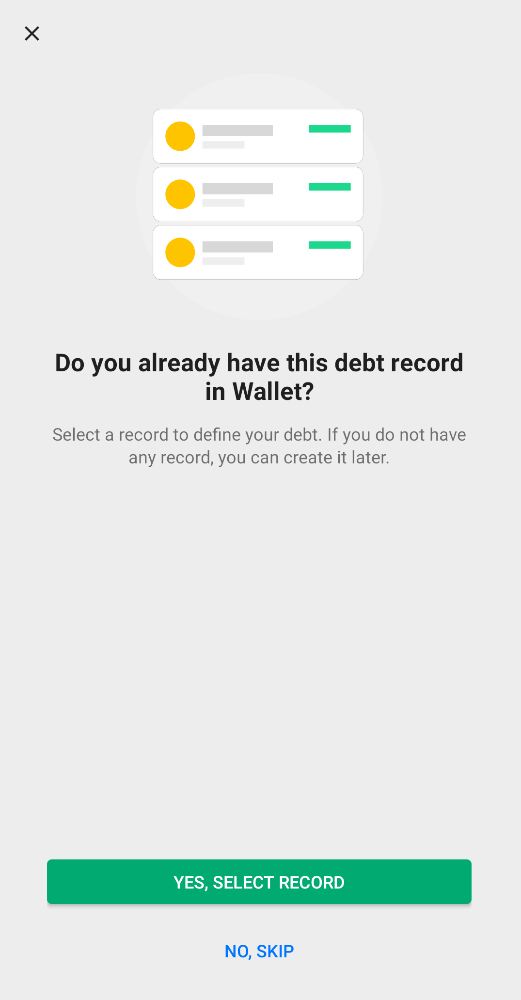 Do you already have this debt record
in Wallet?
Select a record to define your debt. If you do not have
any record, you can create it later.
YES, SELECT RECORD
NO, SKIP